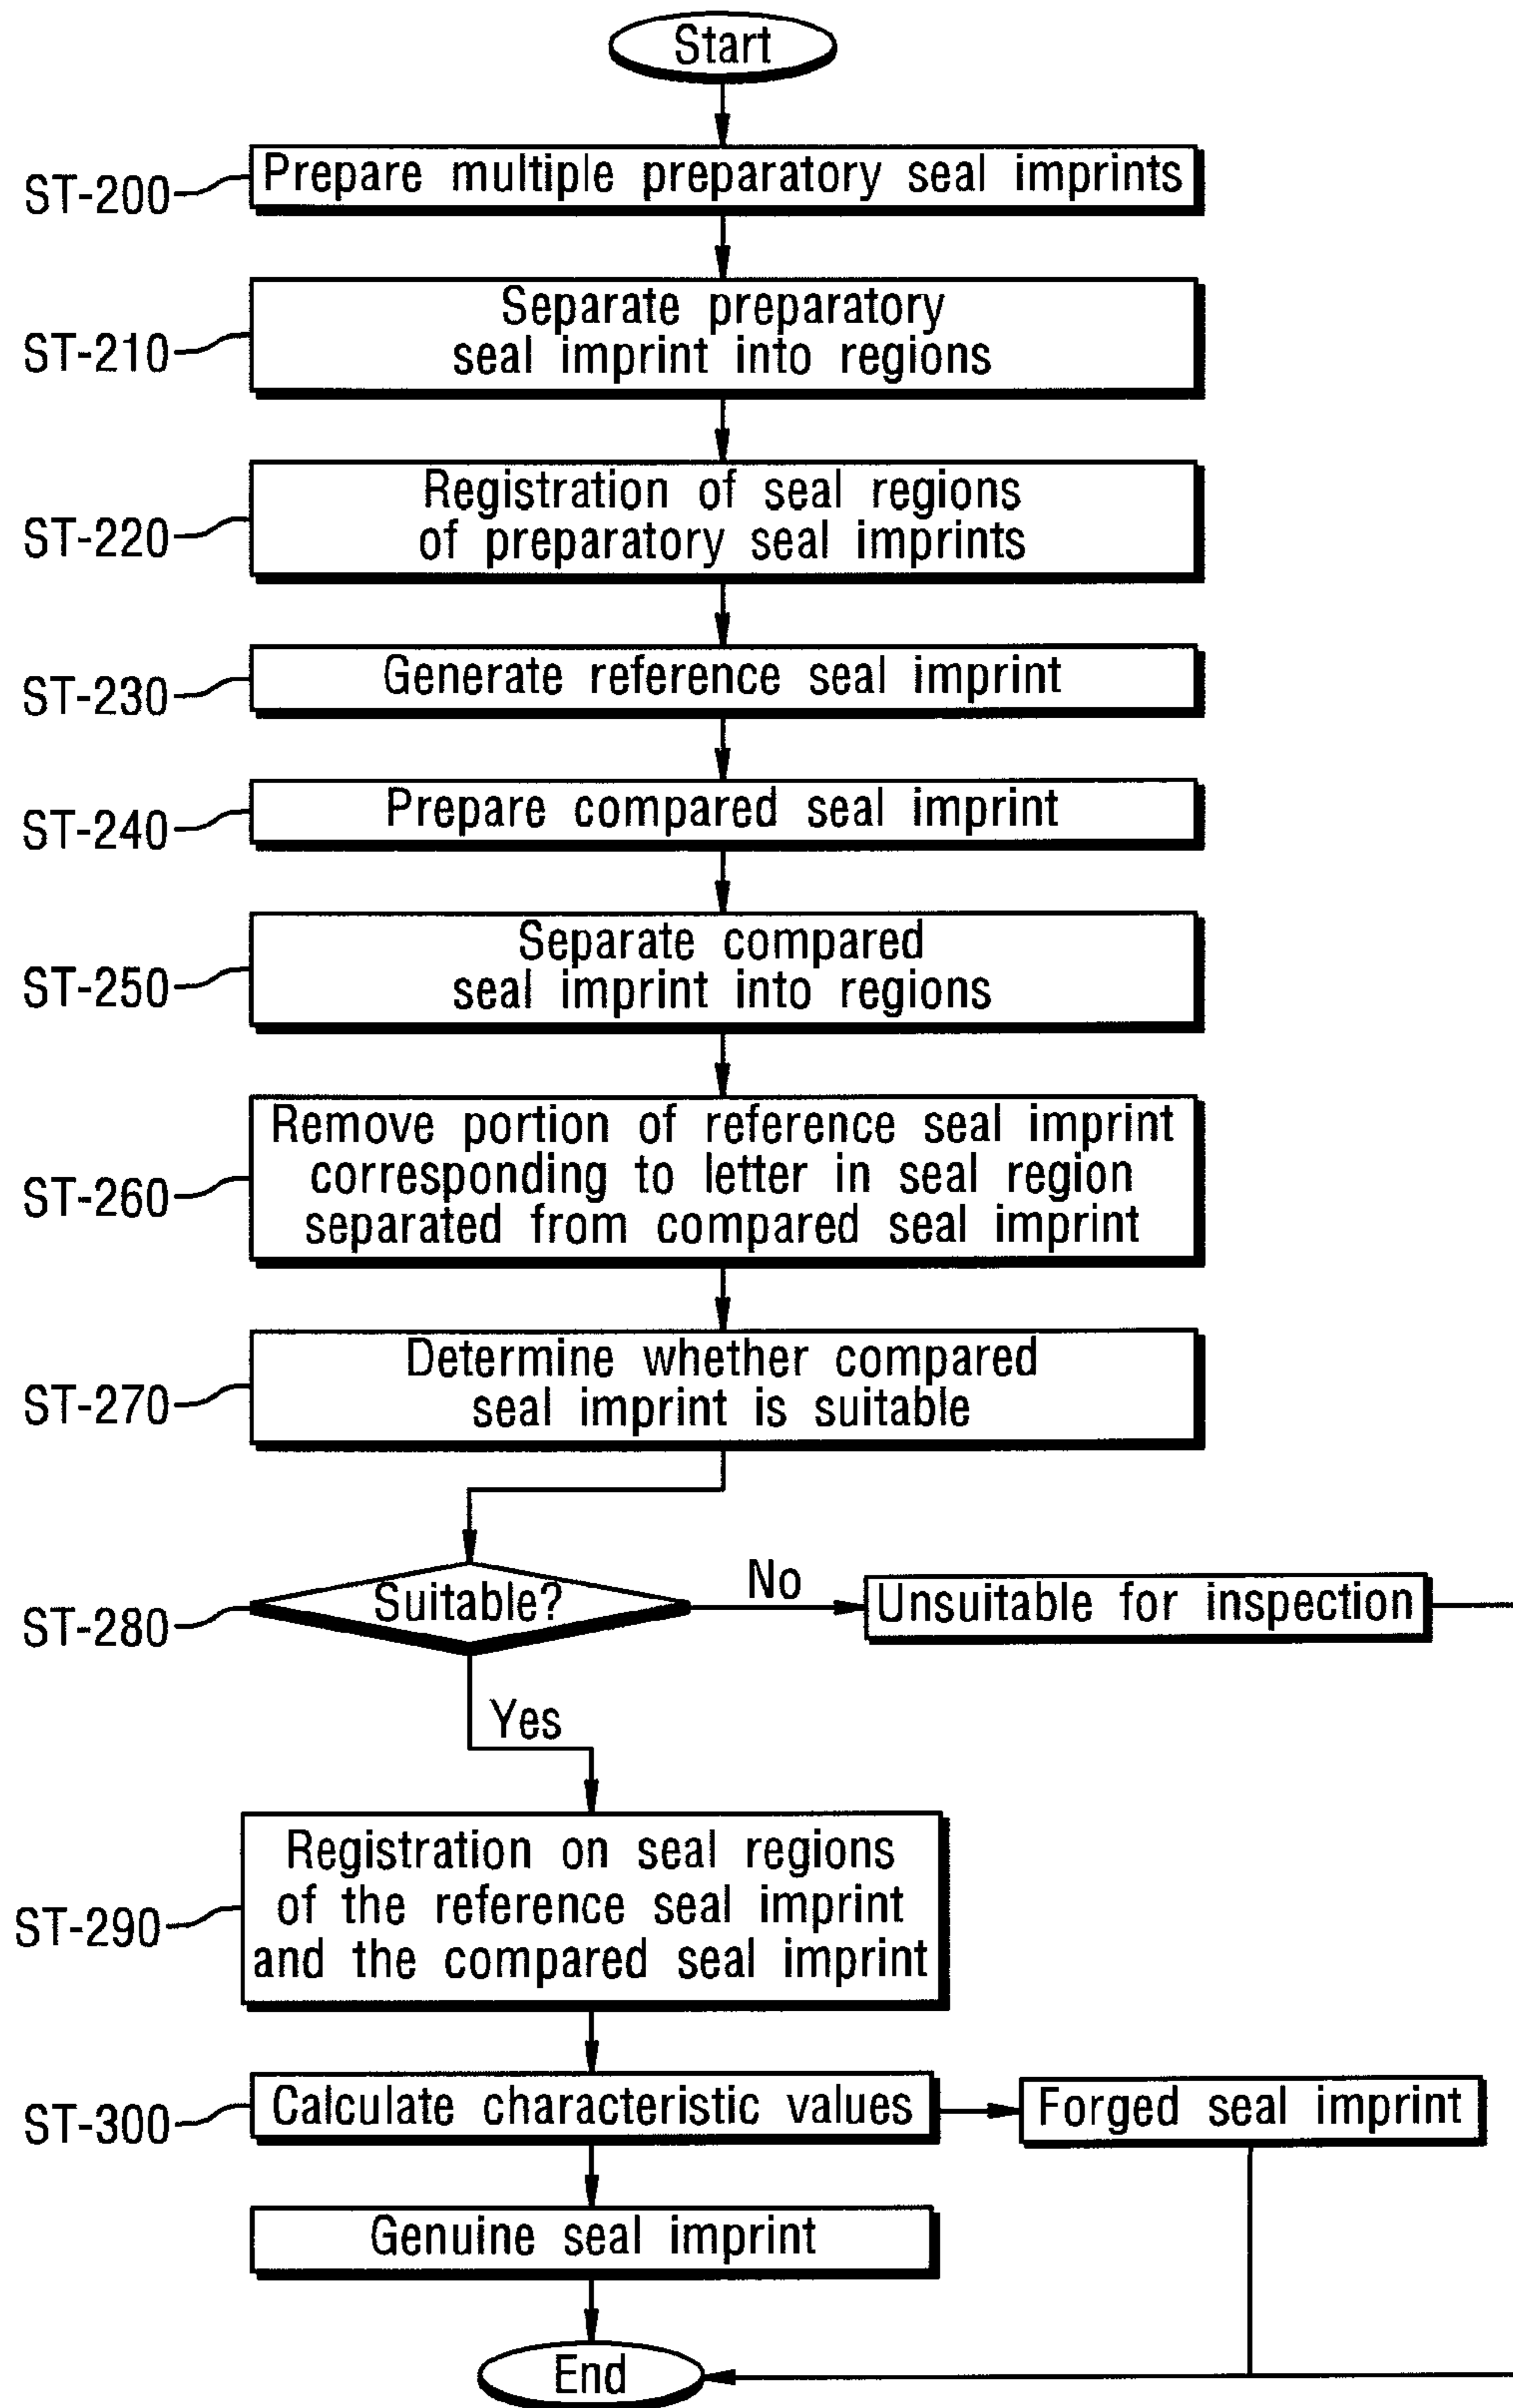 Start
ST-200
Prepare multiple preparatory seal imprints
ST-210
Separate preparatory
seal imprint into regions
ST-220
Registration of seal regions
of preparatory seal imprints
ST-230
Generate reference seal imprint
ST-240
Prepare compared seal imprint
ST-250
Separate compared
seal imprint into regions
ST-260
Remove portion of reference seal imprint
corresponding to letter in seal region
separated from compared seal imprint
ST-270
Determine whether compared
seal imprint is suitable
ST-280
Suitable?
No
Unsuitable for inspection
Yes
ST-290
Registration on seal regions
of the reference seal imprint
and the compared seal imprint
ST-300
Calculate characteristic values
Forged seal imprint
Genuine seal imprint
End